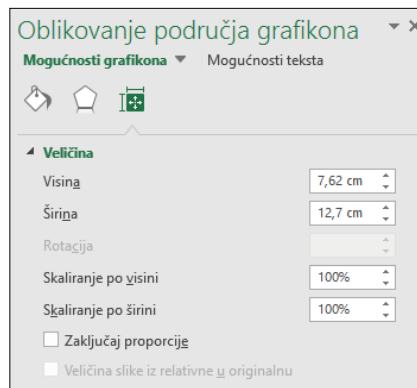 Oblikovanje područja grafikona
Mogućnosti grafikona Mogućnosti teksta
Veličina
Visina 7,62 cm
Širina 12,7 cm
Rotacija
Skaliranje po visini 100%
Skaliranje po širini 100%
Zaključaj proporcije
Veličina slike iz relativne u originalnu